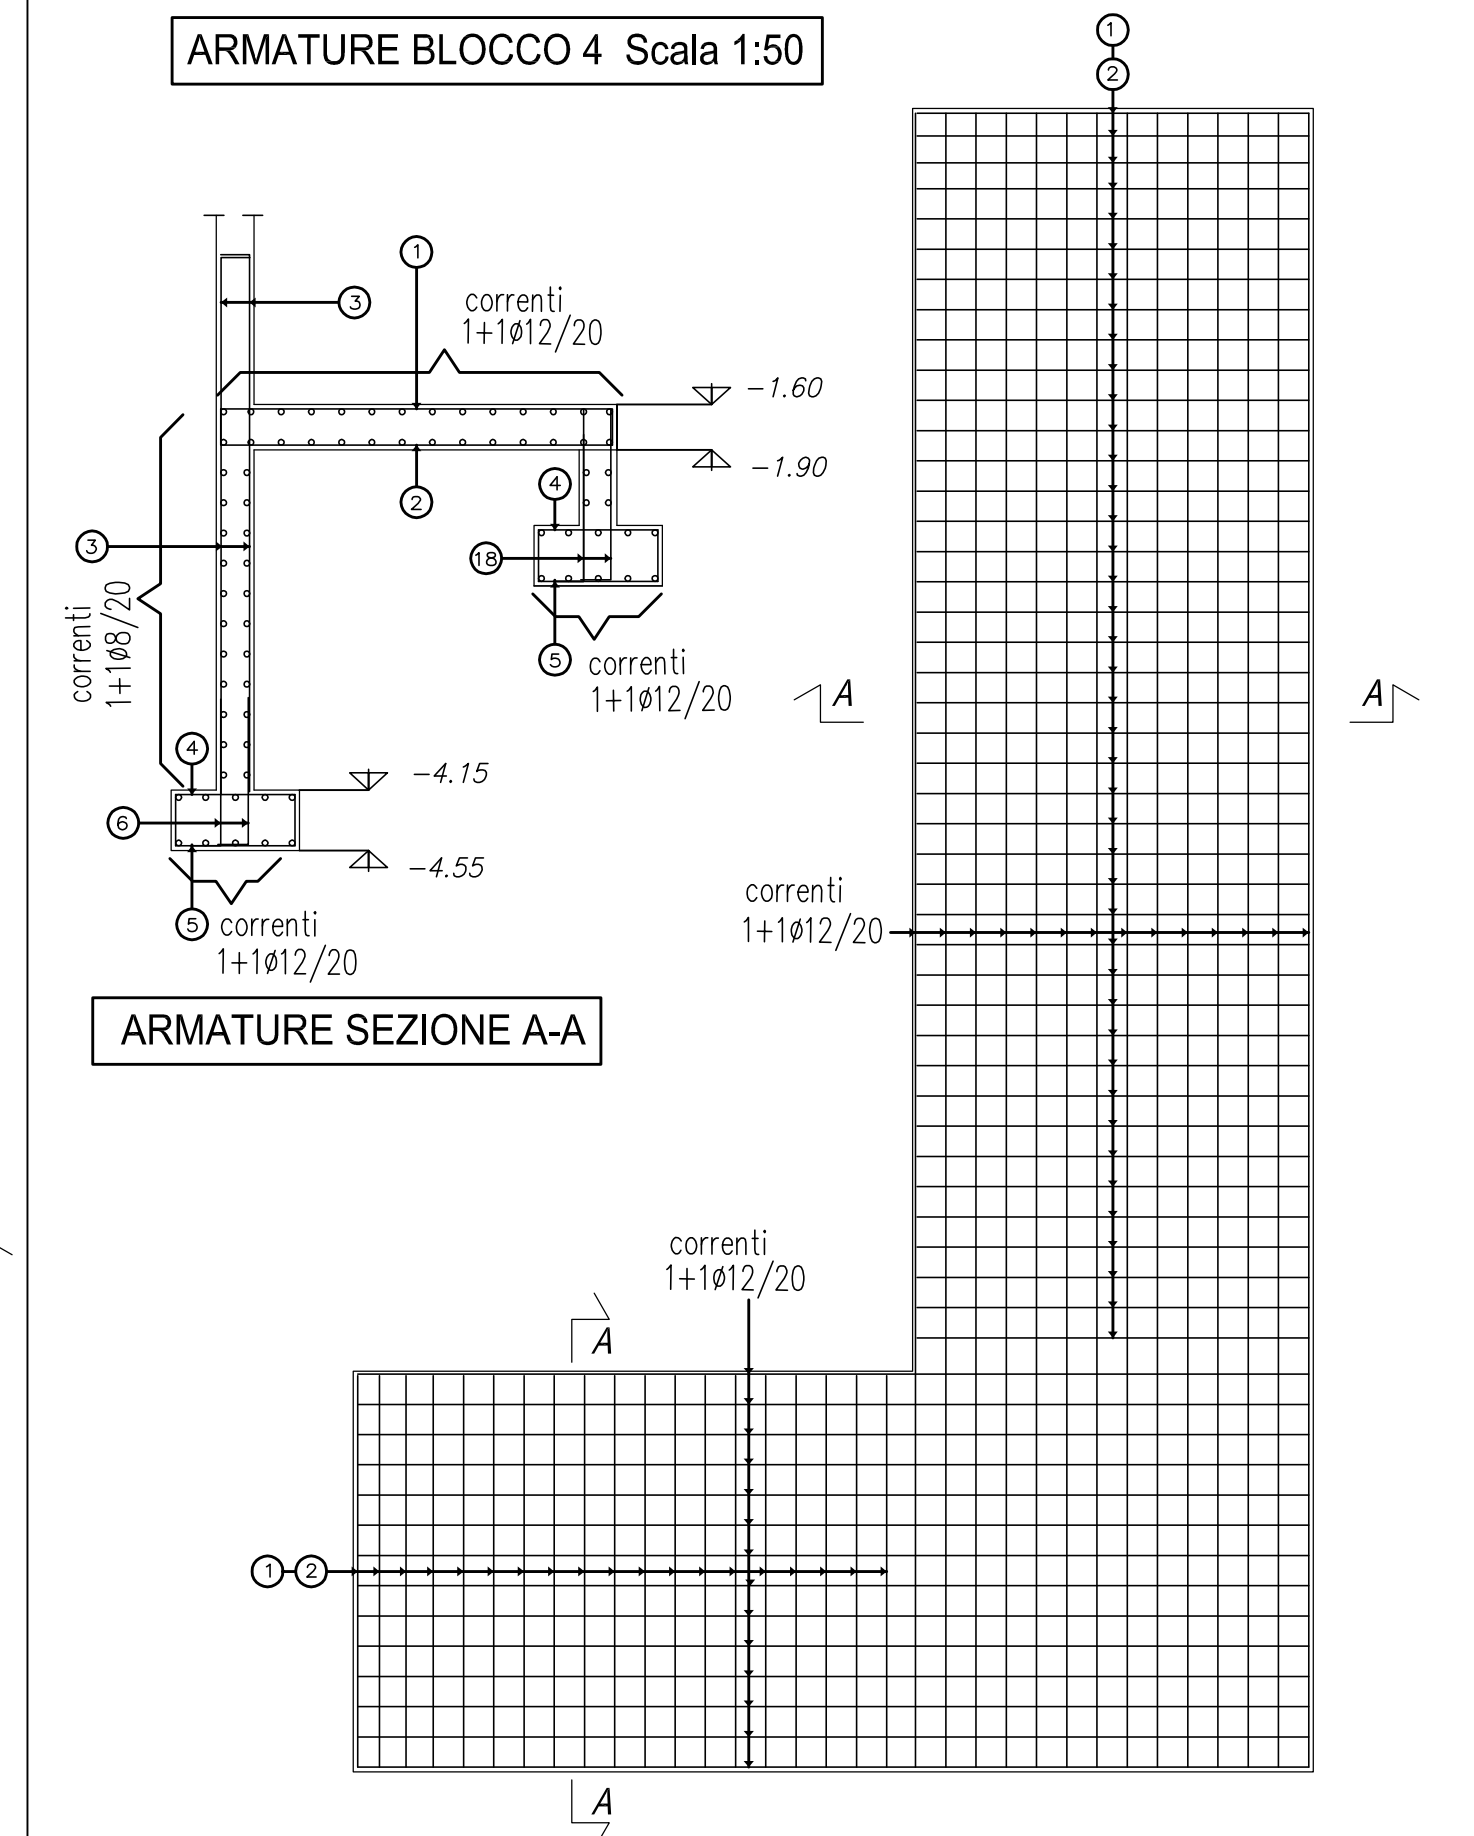 ARMATURE BLOCCO 4 Scala 1:50
1
2
1
3
correnti
1+1ø12/20
-1.60
-1.90
2
4
3
18
correnti
1+1ø8/20
5
correnti
1+1ø12/20
A
A
4
-4.15
6
-4.55
5
correnti
1+1ø12/20
correnti
1+1ø12/20
ARMATURE SEZIONE A-A
correnti
1+1ø12/20
A
1
2
A